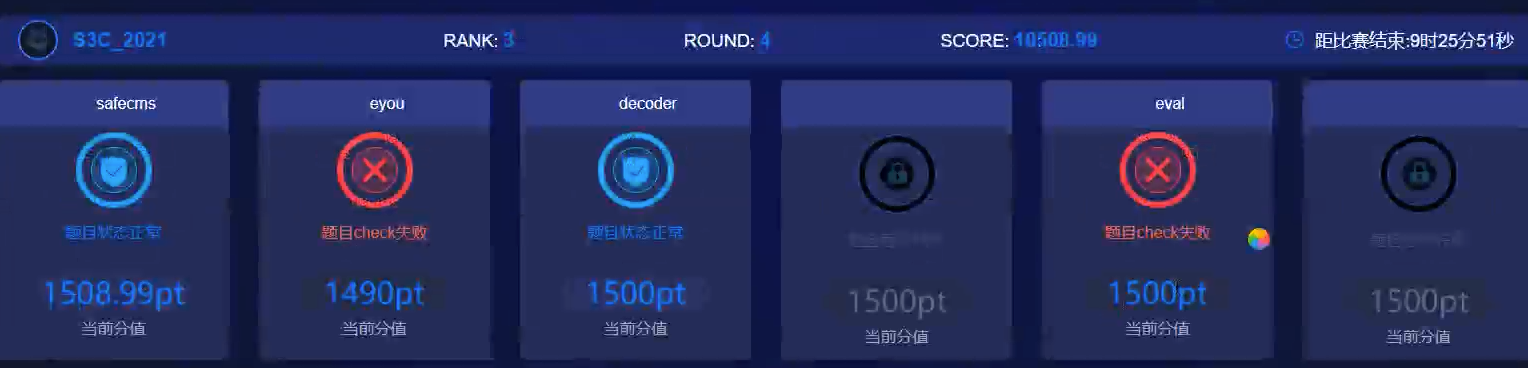 S3C_2021 RANK: 3 ROUND: 4 SCORE: 10508.99 距比赛结束:9时25分51秒
safecms eyou decoder eval
题目状态正常 题目check失败 题目状态正常 题目check失败
1508.99pt 1490pt 1500pt 1500pt 1500pt 1500pt
当前分值 当前分值 当前分值 当前分值 当前分值 当前分值